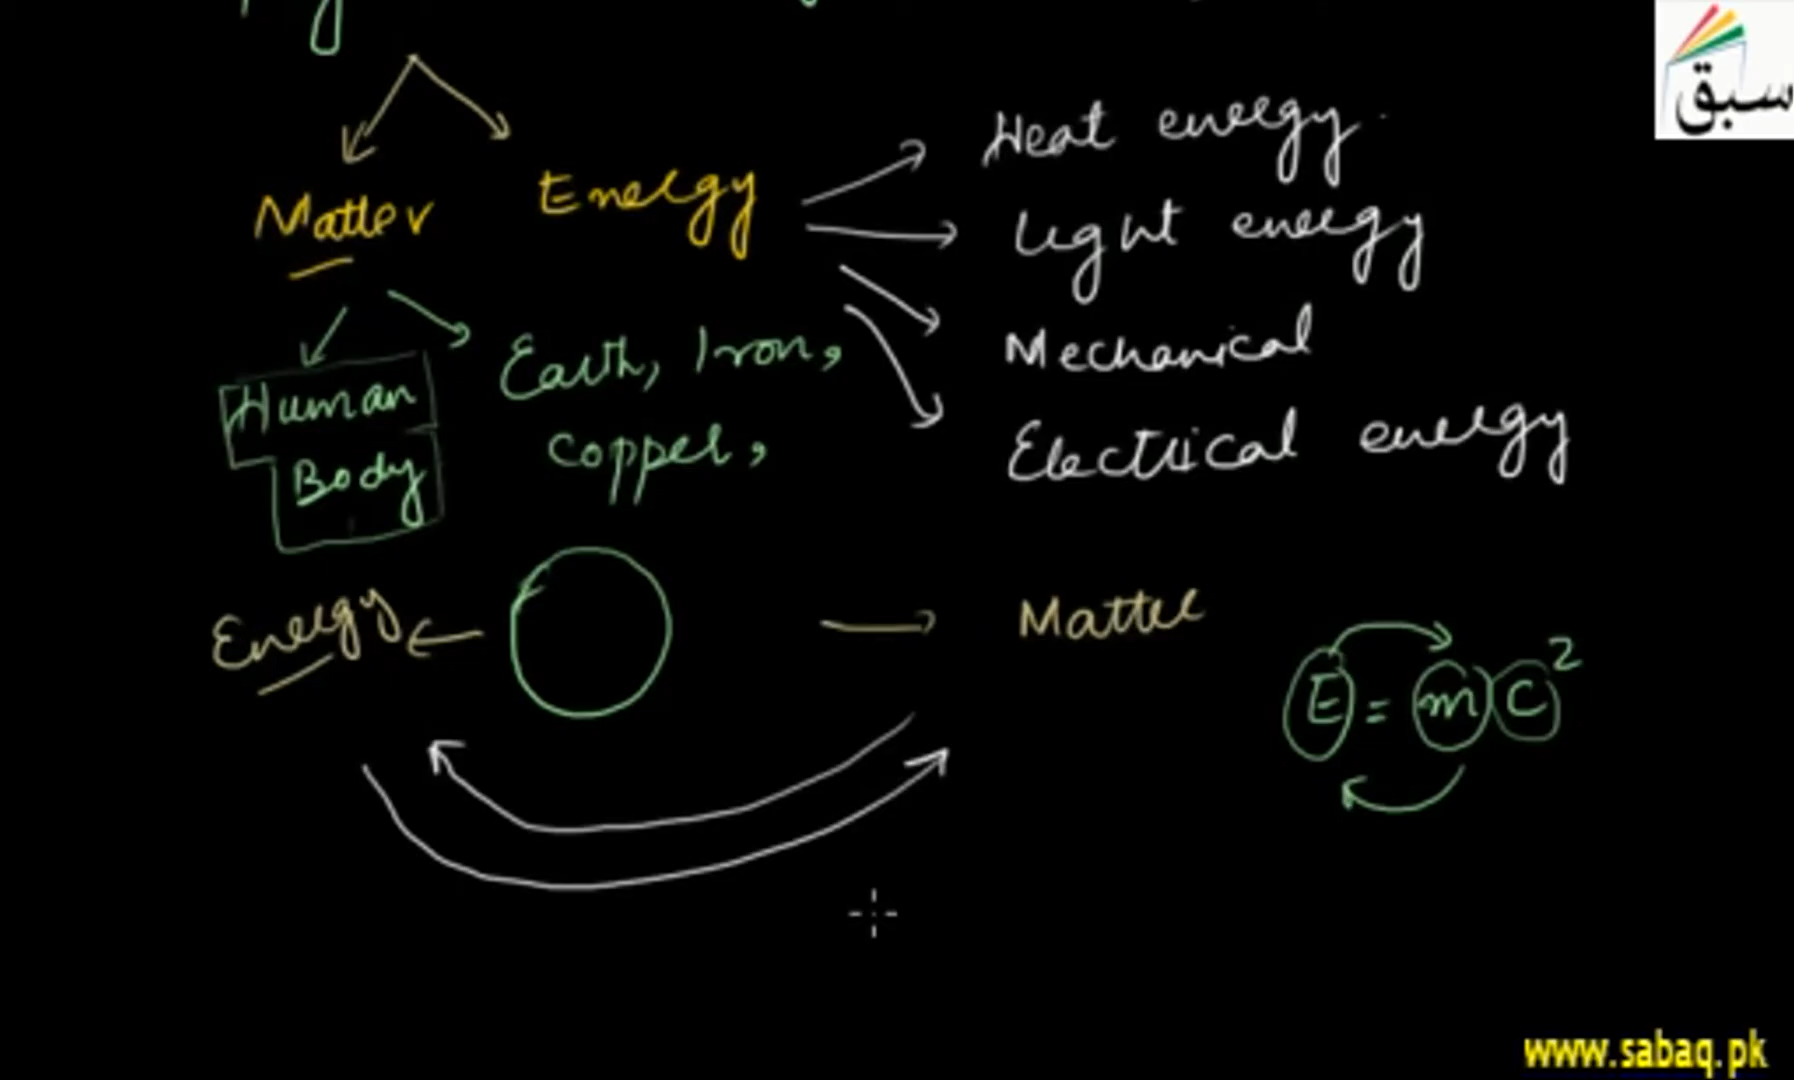 سبق
Heat energy
Matter Energy
Light energy
Mechanical
Earth, Iron,
Human
Copper,
Electrical energy
Body
Energy
Matter
E = mc²
www.sabaq.pk